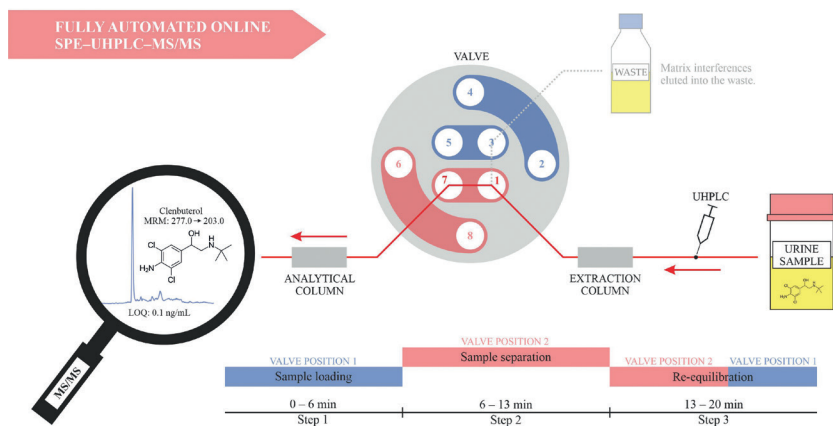 FULLY AUTOMATED ONLINE
SPE–UHPLC–MS/MS
VALVE
4
5
3
2
6
7
1
8
WASTE
Matrix interferences
eluted into the waste.
Clenbuterol
MRM: 277.0→203.0
OH
H
N
Cl
H₂N
Cl
LOQ: 0.1 ng/mL
MS/MS
ANALYTICAL
COLUMN
EXTRACTION
COLUMN
UHPLC
URINE
SAMPLE
OH
H
N
Cl
H₂N
Cl
VALVE POSITION 1
Sample loading
VALVE POSITION 2
Sample separation
VALVE POSITION 2
VALVE POSITION 1
Re-equilibration
0 – 6 min
6 – 13 min
13 – 20 min
Step 1
Step 2
Step 3